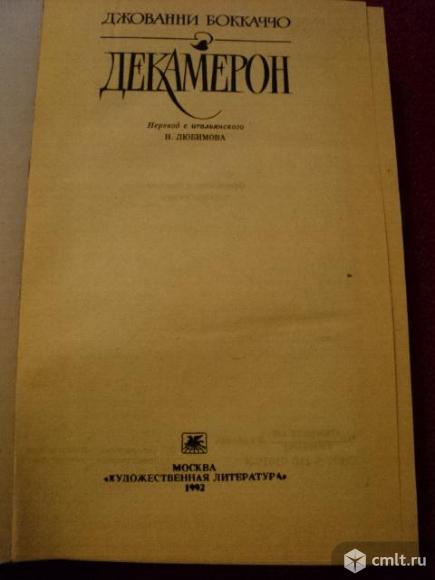 ДЖОВАННИ БОККАЧЧО
ДЕКАМЕРОН
Перевод с итальянского
Н. ЛЮБИМОВА
МОСКВА
«ХУДОЖЕСТВЕННАЯ ЛИТЕРАТУРА»
1992
cmlt.ru